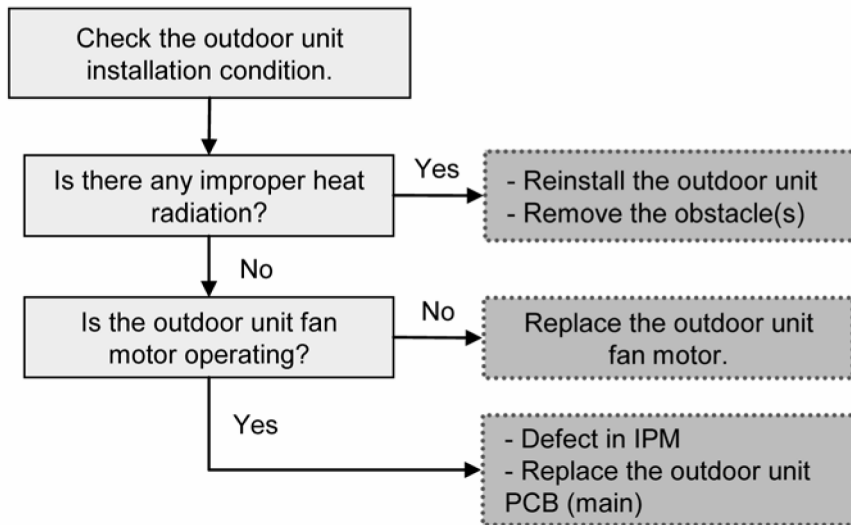 Check the outdoor unit
installation condition.
Is there any improper heat
radiation?
Yes
- Reinstall the outdoor unit
- Remove the obstacle(s)
No
Is the outdoor unit fan
motor operating?
No
Replace the outdoor unit
fan motor.
Yes
- Defect in IPM
- Replace the outdoor unit
PCB (main)